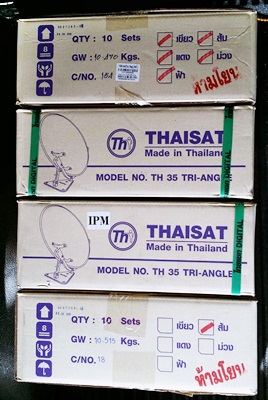 QTY : 10 Sets
เขียว ส้ม
GW : Kgs.
แดง ม่วง
C/NO.
ฟ้า
ห้ามโยน
8
Th
THAISAT
Made in Thailand
MODEL NO. TH 35 TRI-ANGLE
IPM
Th
THAISAT
Made in Thailand
MODEL NO. TH 35 TRI-ANGLE
QTY : 10 Sets
เขียว ส้ม
GW : 10.515 Kgs.
แดง ม่วง
C/NO. 18
ฟ้า
ห้ามโยน
8